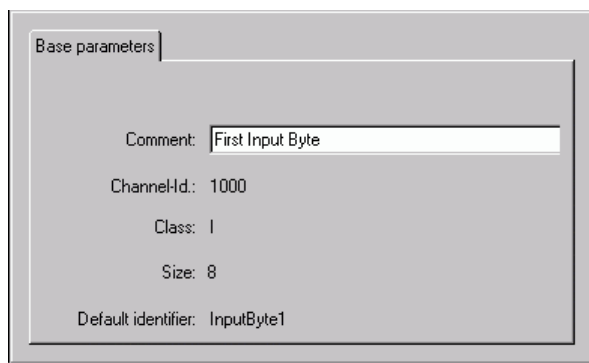 Base parameters
Comment: First Input Byte
Channel-Id.: 1000
Class: I
Size: 8
Default identifier: InputByte1